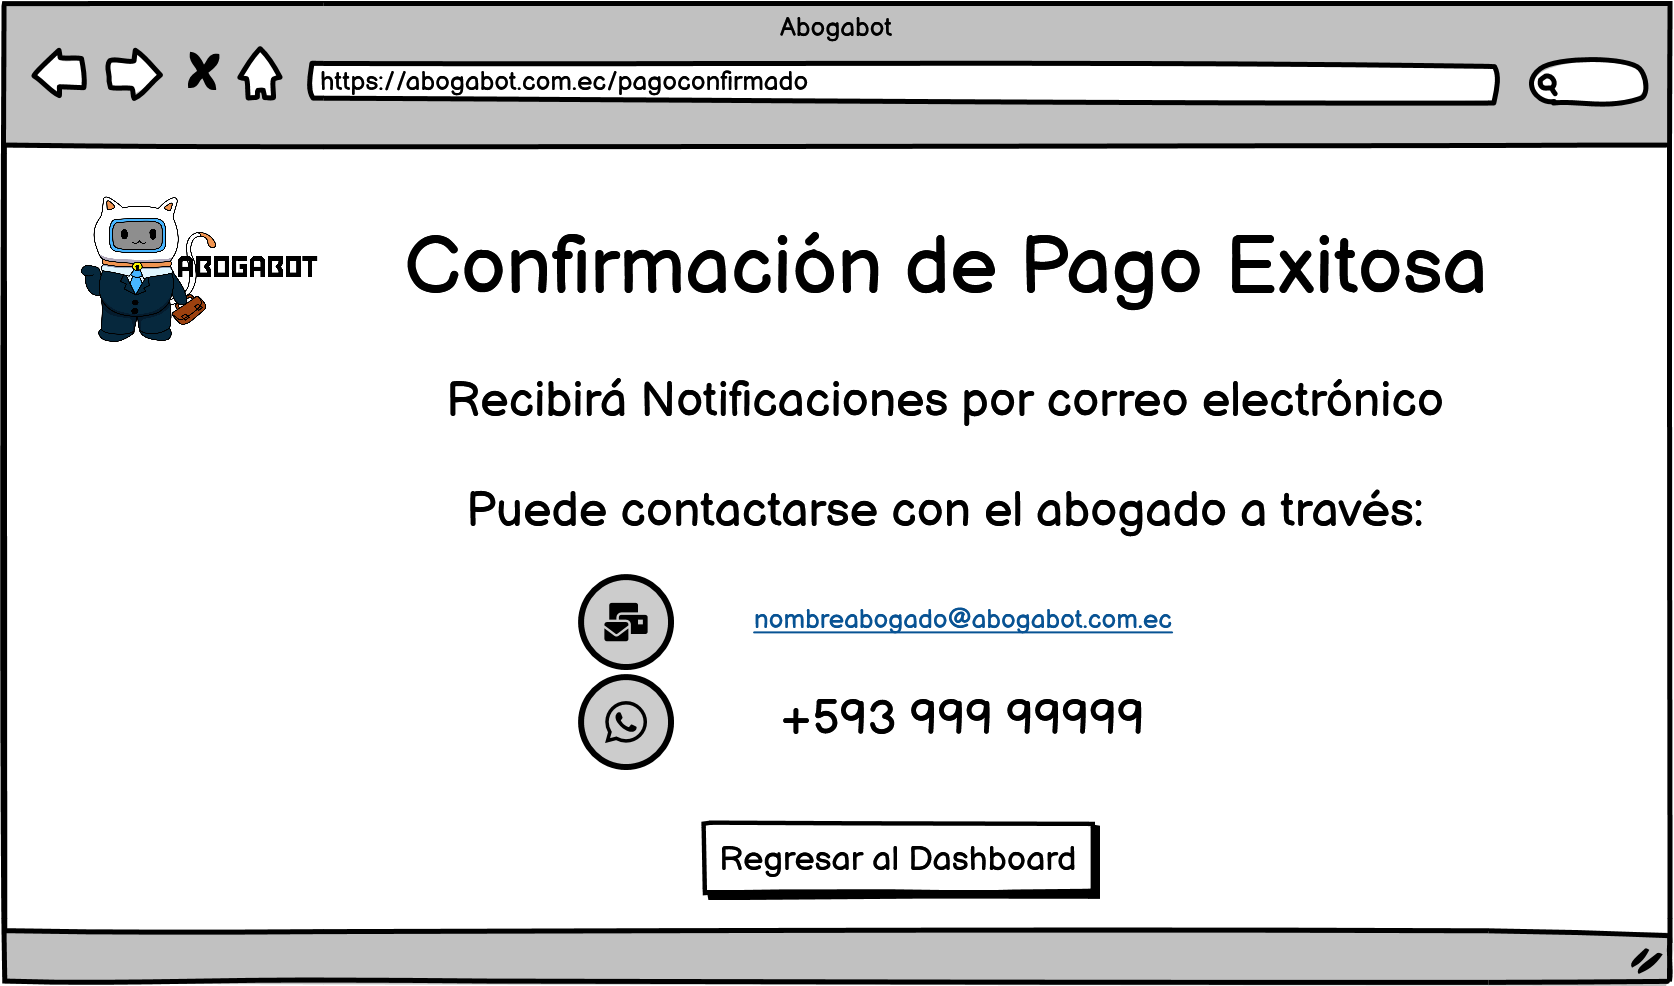 Abogabot
https://abogabot.com.ec/pagoconfirmado
ABOGABOT
Confirmación de Pago Exitosa
Recibirá Notificaciones por correo electrónico
Puede contactarse con el abogado a través:
nombreabogado@abogabot.com.ec
+593 999 99999
Regresar al Dashboard